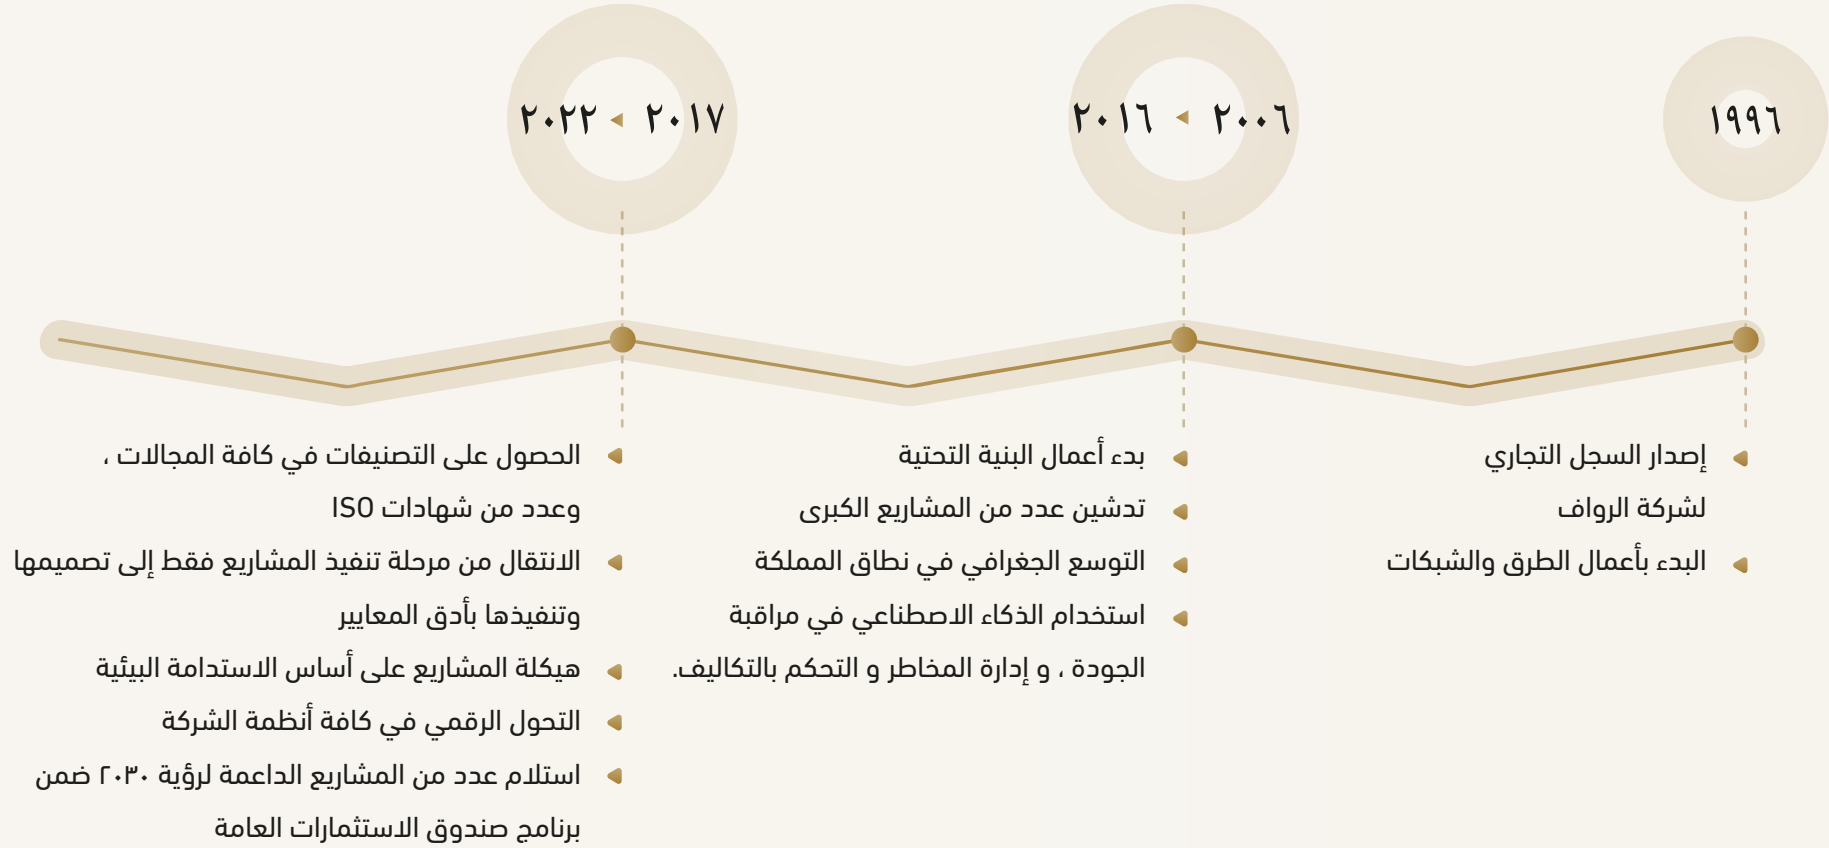 ١٩٩٦
إصدار السجل التجاري
لشركة الرواف
البدء بأعمال الطرق والشبكات
٢٠٠٦ ◂ ٢٠١٦
بدء أعمال البنية التحتية
تدشين عدد من المشاريع الكبرى
التوسع الجغرافي في نطاق المملكة
استخدام الذكاء الاصطناعي في مراقبة
الجودة ، و إدارة المخاطر و التحكم بالتكاليف.
٢٠١٧ ◂ ٢٠٢٢
الحصول على التصنيفات في كافة المجالات ،
وعدد من شهادات ISO
الانتقال من مرحلة تنفيذ المشاريع فقط إلى تصميمها
وتنفيذها بأدق المعايير
هيكلة المشاريع على أساس الاستدامة البيئية
التحول الرقمي في كافة أنظمة الشركة
استلام عدد من المشاريع الداعمة لرؤية ٢٠٣٠ ضمن
برنامج صندوق الاستثمارات العامة